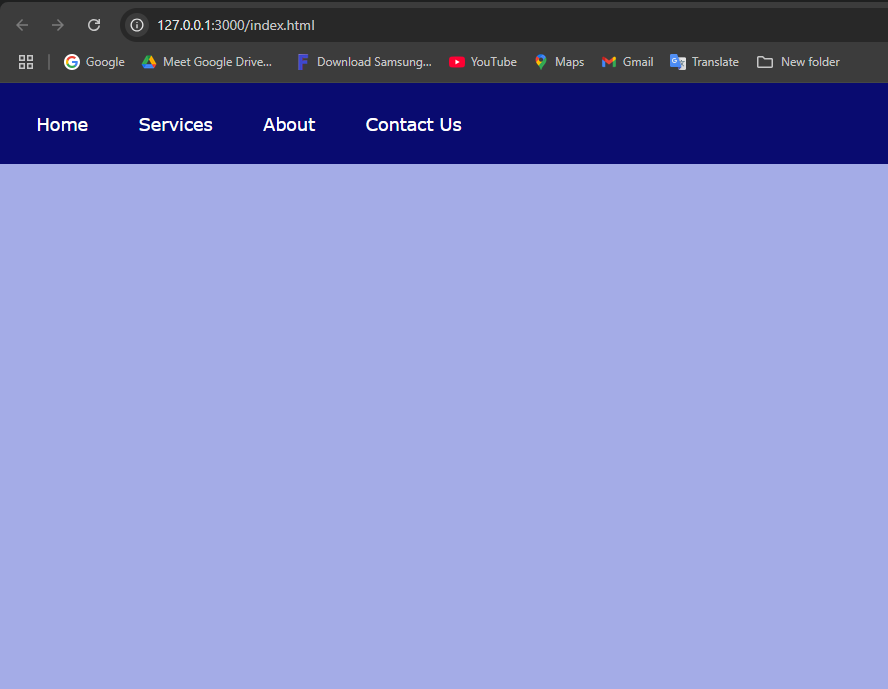 127.0.0.1:3000/index.html
Google Meet Google Drive... Download Samsung... YouTube Maps Gmail Translate New folder
Home Services About Contact Us